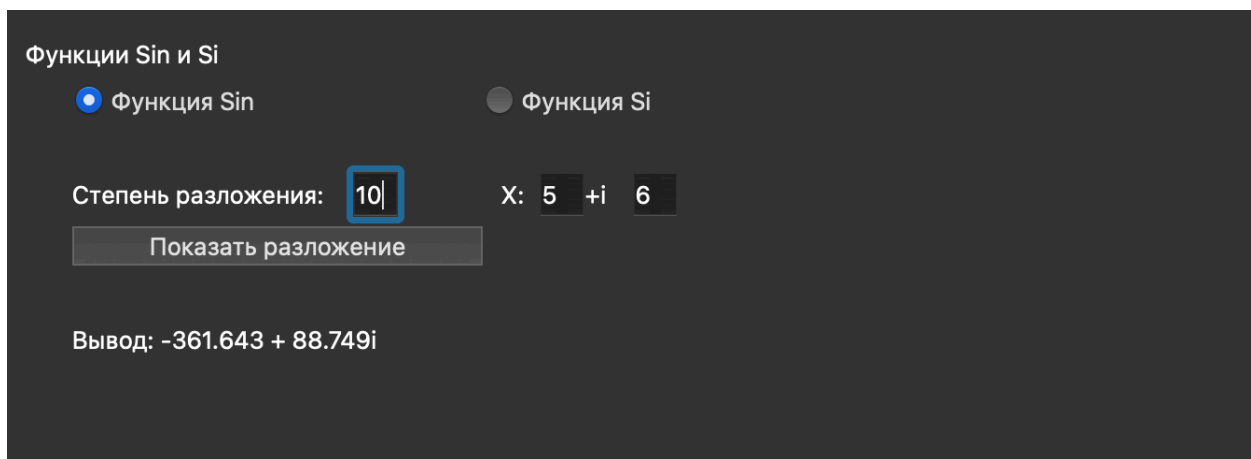 Функции Sin и Si
Функция Sin Функция Si
Степень разложения: 10 X: 5 +i 6
Показать разложение
Вывод: -361.643 + 88.749i